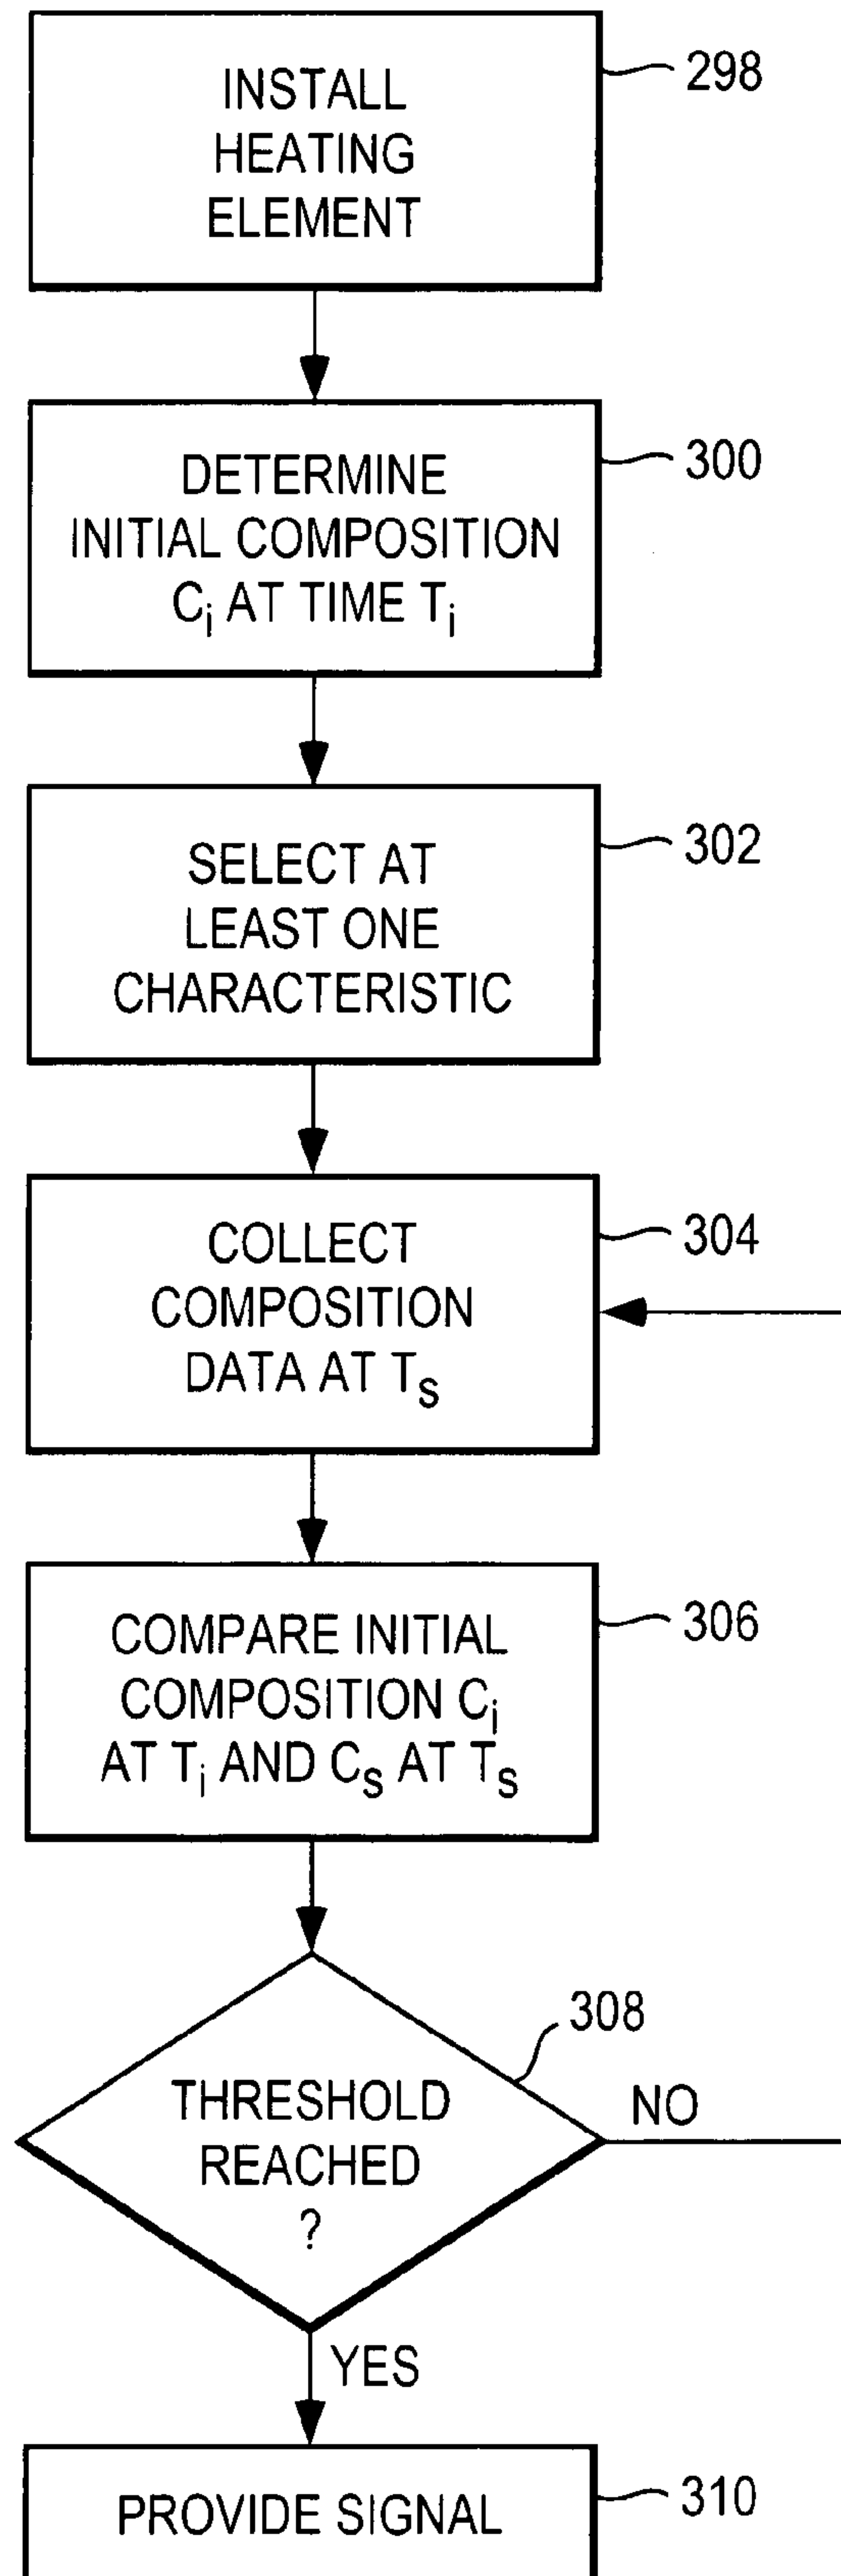 INSTALL
HEATING
ELEMENT
298
DETERMINE
INITIAL COMPOSITION
Ci AT TIME Ti
300
SELECT AT
LEAST ONE
CHARACTERISTIC
302
COLLECT
COMPOSITION
DATA AT Ts
304
COMPARE INITIAL
COMPOSITION Ci
AT Ti AND Cs AT Ts
306
THRESHOLD
REACHED
?
308
NO
YES
PROVIDE SIGNAL
310